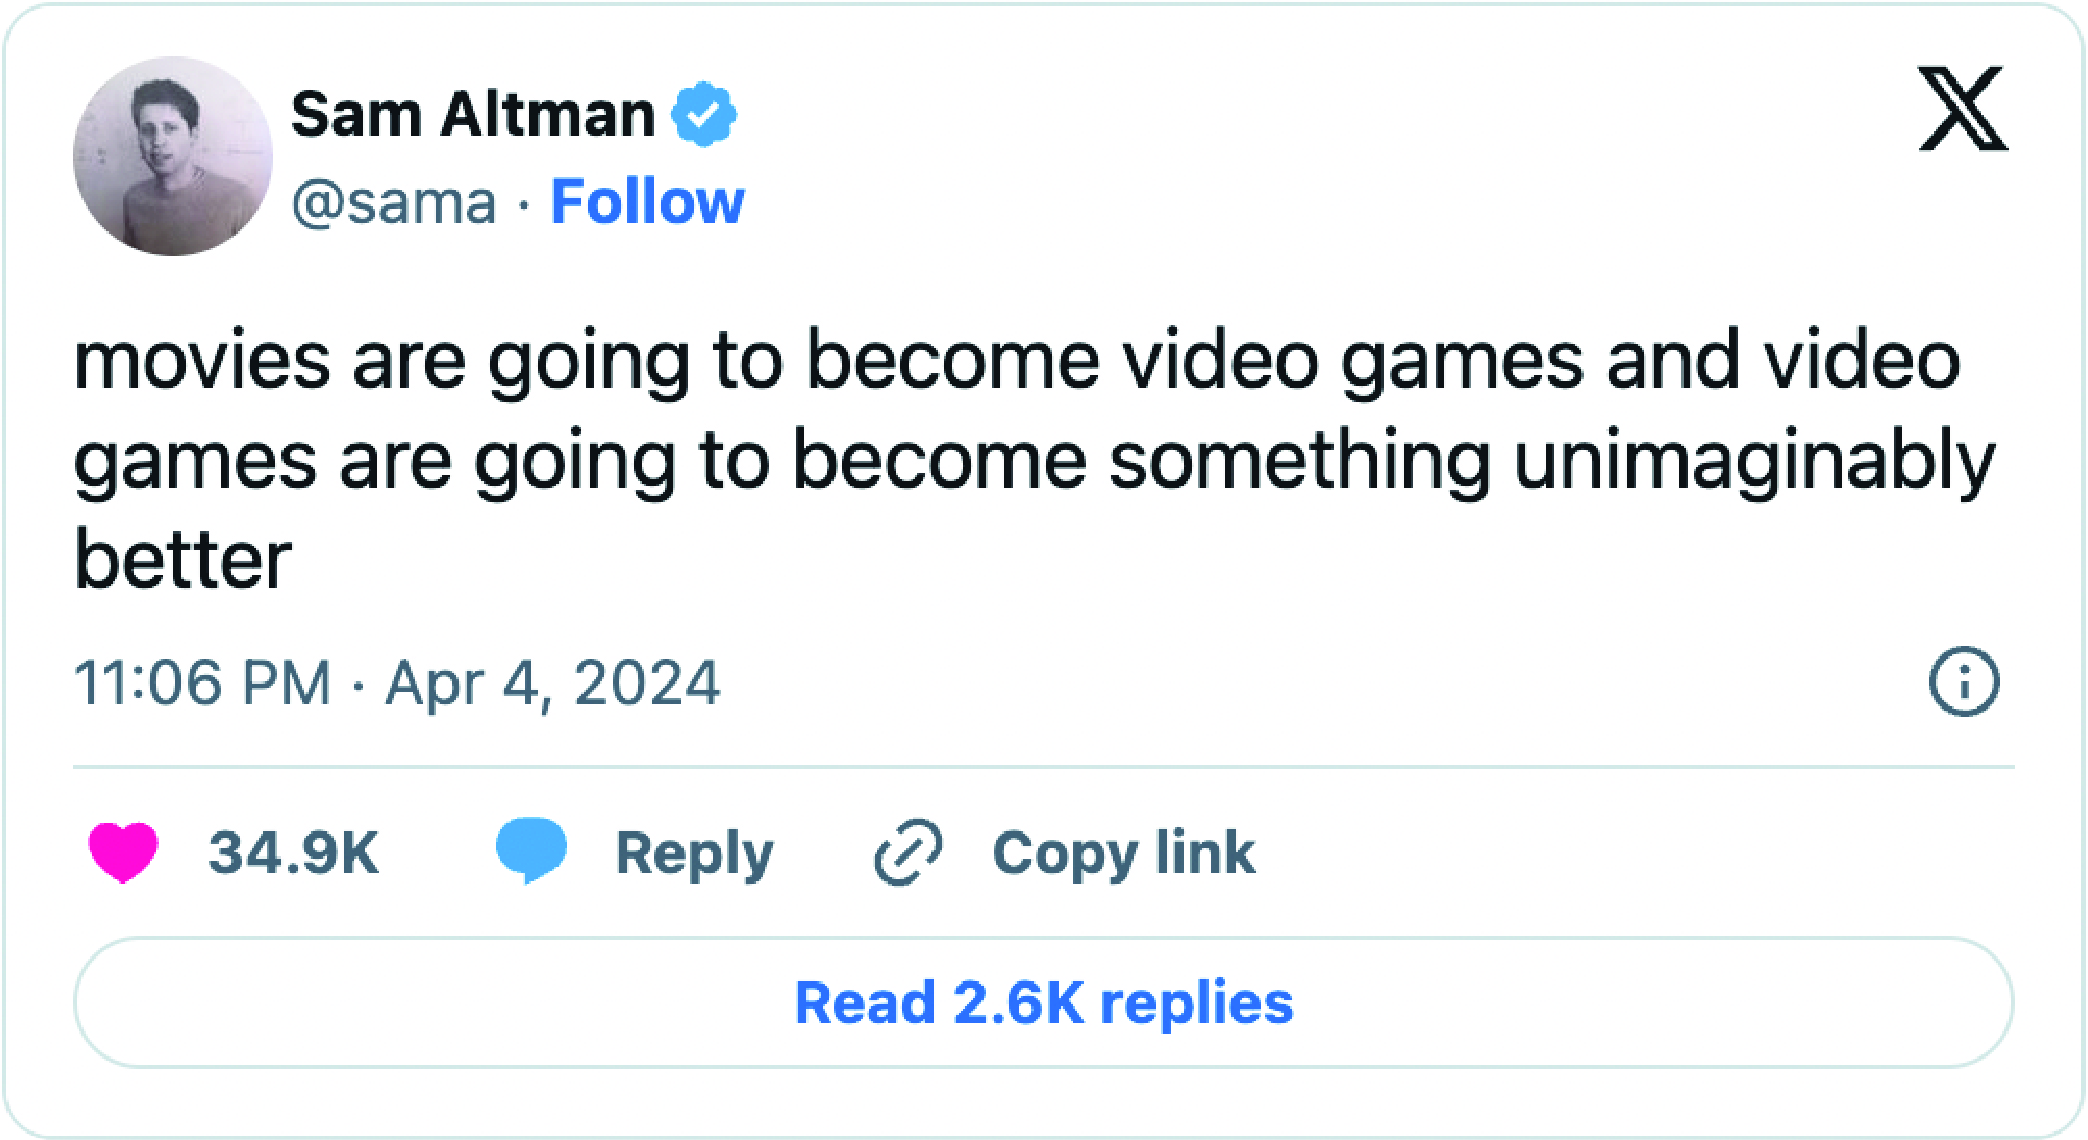 Sam Altman
@sama · Follow
movies are going to become video games and video
games are going to become something unimaginably
better
11:06 PM · Apr 4, 2024
34.9K Reply Copy link
Read 2.6K replies